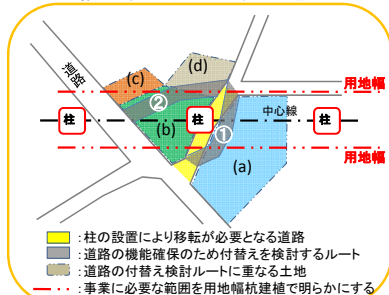 (c)
(d)
道路
②
用地幅
中心線
柱
柱
柱
(b)
①
用地幅
(a)
:柱の設置により移転が必要となる道路
:道路の機能確保のため付替えを検討するルート
:道路の付替え検討ルートに重なる土地
:事業に必要な範囲を用地幅杭建植で明らかにする